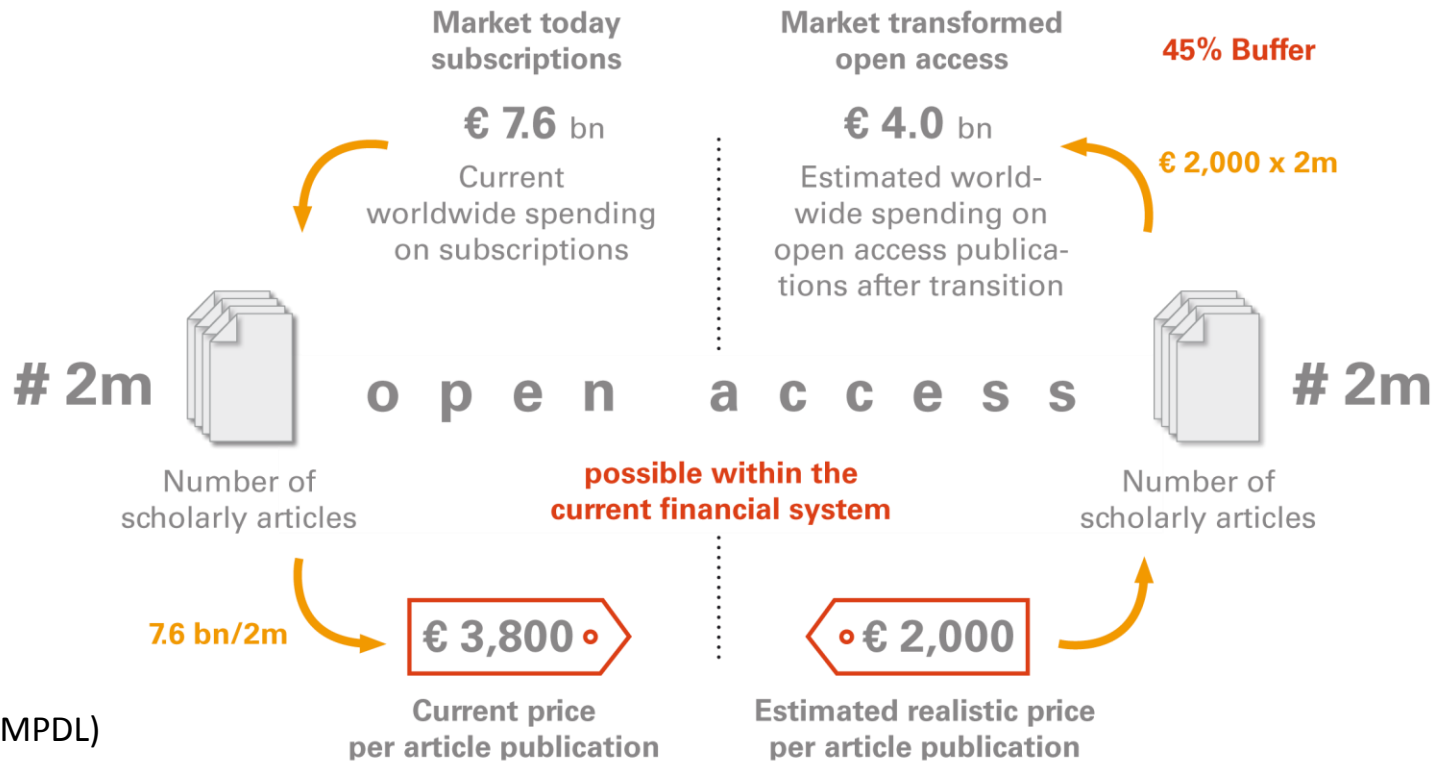 Market today
subscriptions
€ 7.6 bn
Current
worldwide spending
on subscriptions
Market transformed
open access
€ 4.0 bn
Estimated world-
wide spending on
open access publica-
tions after transition
45% Buffer
€ 2,000 x 2m
# 2m
open access
# 2m
Number of
scholarly articles
possible within the
current financial system
Number of
scholarly articles
7.6 bn/2m
€ 3,800
€ 2,000
Current price
per article publication
Estimated realistic price
per article publication
MPDL)